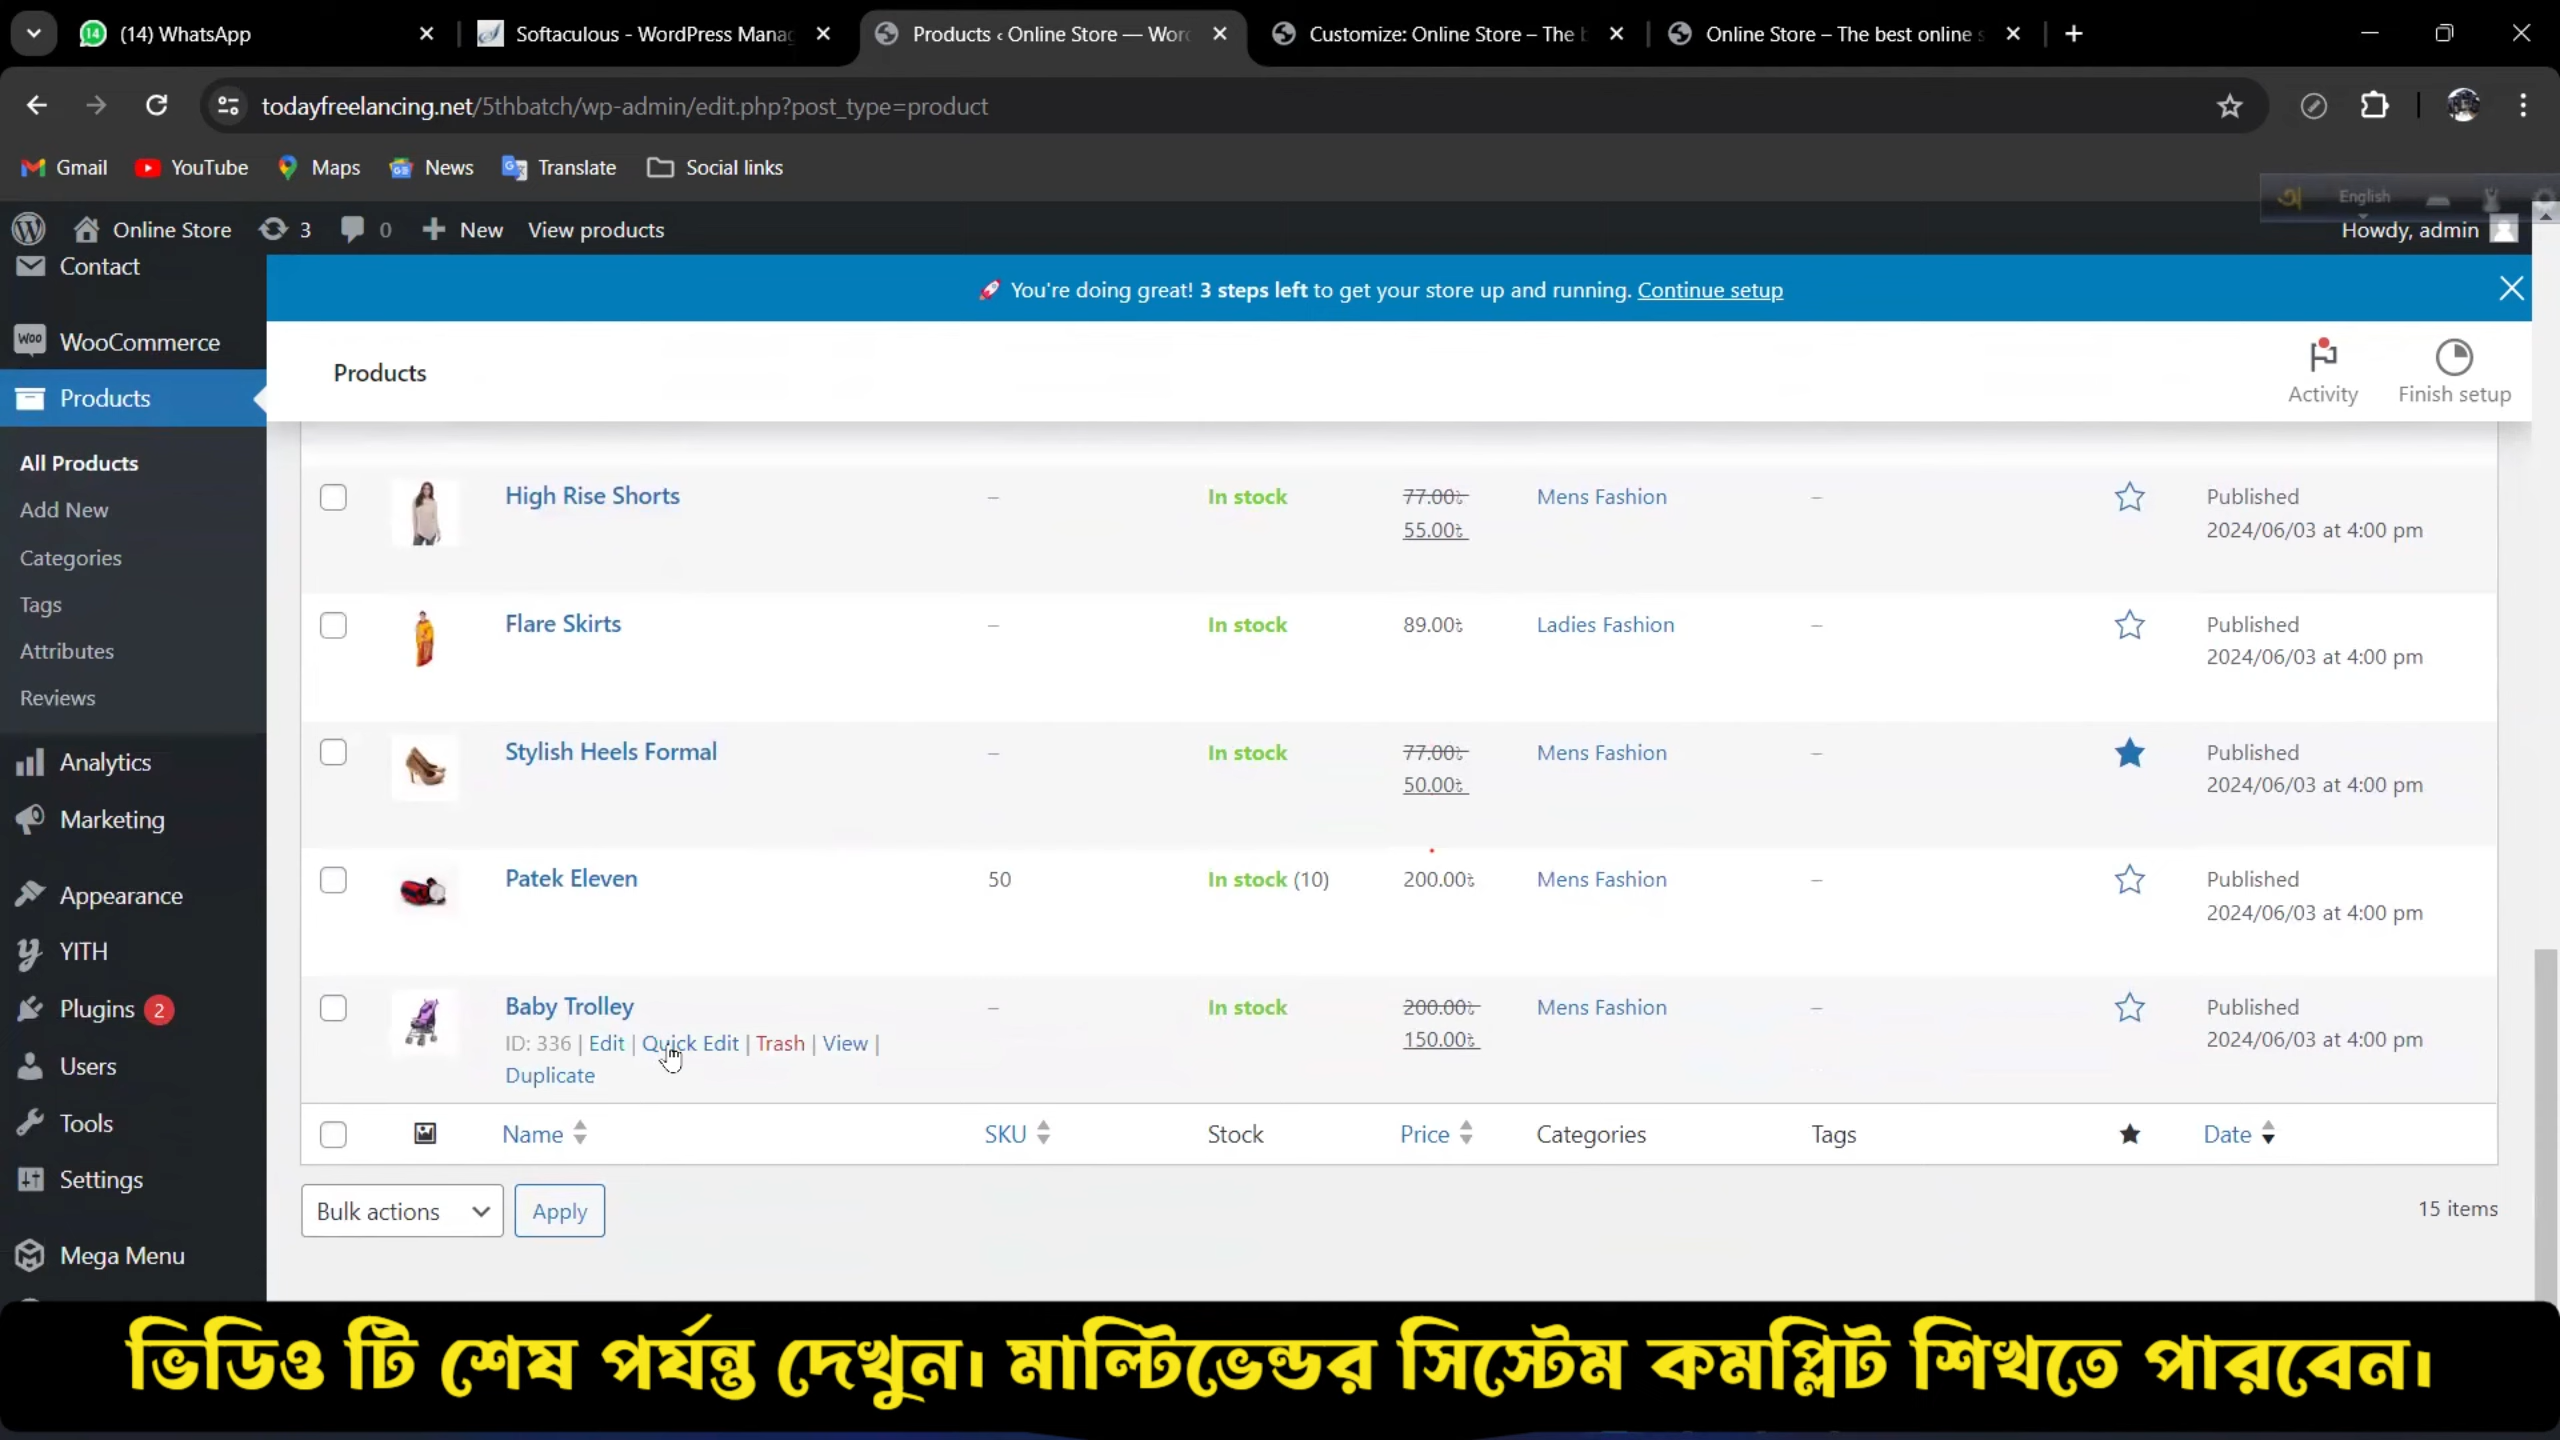 (14) WhatsApp
Softaculous - WordPress Manag
Products ‹ Online Store — Wor
Customize: Online Store – The b
Online Store – The best online s
todayfreelancing.net/5thbatch/wp-admin/edit.php?post_type=product
Gmail YouTube Maps News Translate Social links
English
Online Store 3 0 New View products
Howdy, admin
Contact
WooCommerce
Products
All Products
Add New
Categories
Tags
Attributes
Reviews
Analytics
Marketing
Appearance
YITH
Plugins 2
Users
Tools
Settings
Mega Menu
You're doing great! 3 steps left to get your store up and running. Continue setup
Products
Activity
Finish setup
High Rise Shorts – In stock 77.00৳ Mens Fashion – Published
55.00৳ 2024/06/03 at 4:00 pm
Flare Skirts – In stock 89.00৳ Ladies Fashion – Published
2024/06/03 at 4:00 pm
Stylish Heels Formal – In stock 77.00৳ Mens Fashion – Published
50.00৳ 2024/06/03 at 4:00 pm
Patek Eleven 50 In stock (10) 200.00৳ Mens Fashion – Published
2024/06/03 at 4:00 pm
Baby Trolley – In stock 200.00৳ Mens Fashion – Published
ID: 336 | Edit | Quick Edit | Trash | View | 150.00৳ 2024/06/03 at 4:00 pm
Duplicate
Name SKU Stock Price Categories Tags Date
Bulk actions Apply
15 items
ভিডিও টি শেষ পর্যন্ত দেখুন। মাল্টিভেন্ডর সিস্টেম কমপ্লিট শিখতে পারবেন।